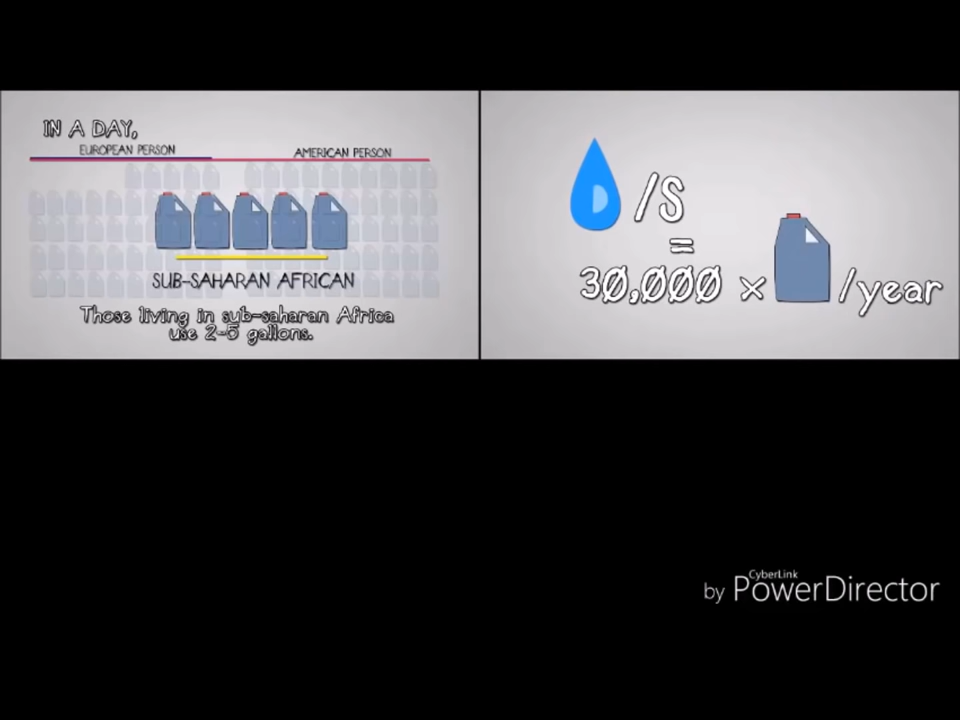 IN A DAY,
EUROPEAN PERSON
AMERICAN PERSON
SUB-SAHARAN AFRICAN
Those living in sub-saharan Africa
use 2-5 gallons.
/S
=
30,000 × /year
by CyberLink PowerDirector